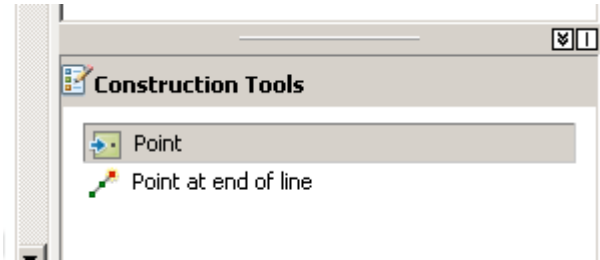 Construction Tools
Point
Point at end of line